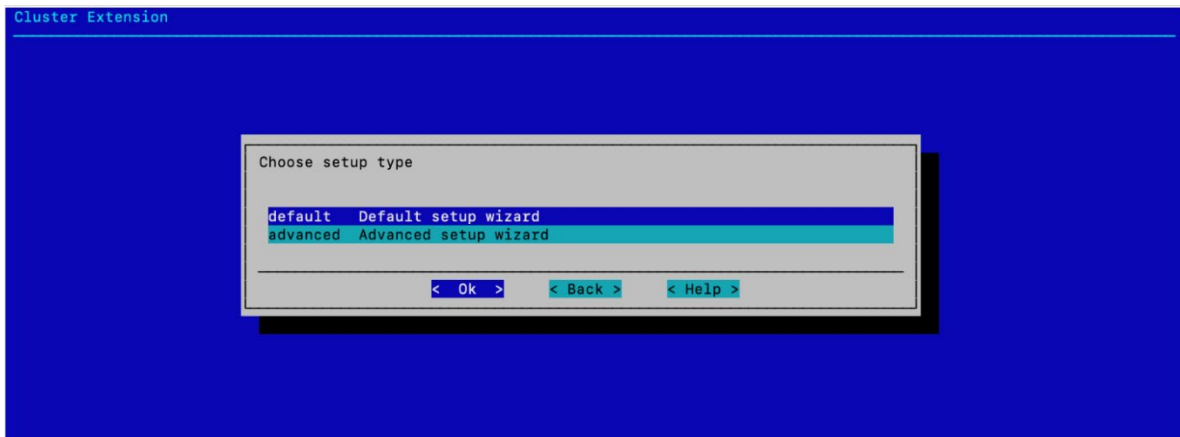 Cluster Extension
Choose setup type
default   Default setup wizard
advanced  Advanced setup wizard
<  Ok  >     < Back >     < Help >